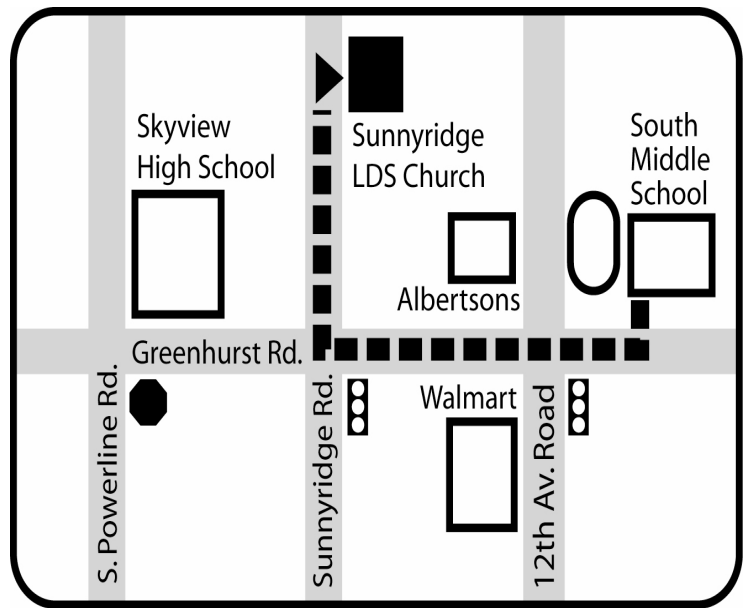 Skyview
High School
Sunnyridge
LDS Church
South
Middle
School
Albertsons
Greenhurst Rd.
Walmart
S. Powerline Rd.
Sunnyridge Rd.
12th Av. Road